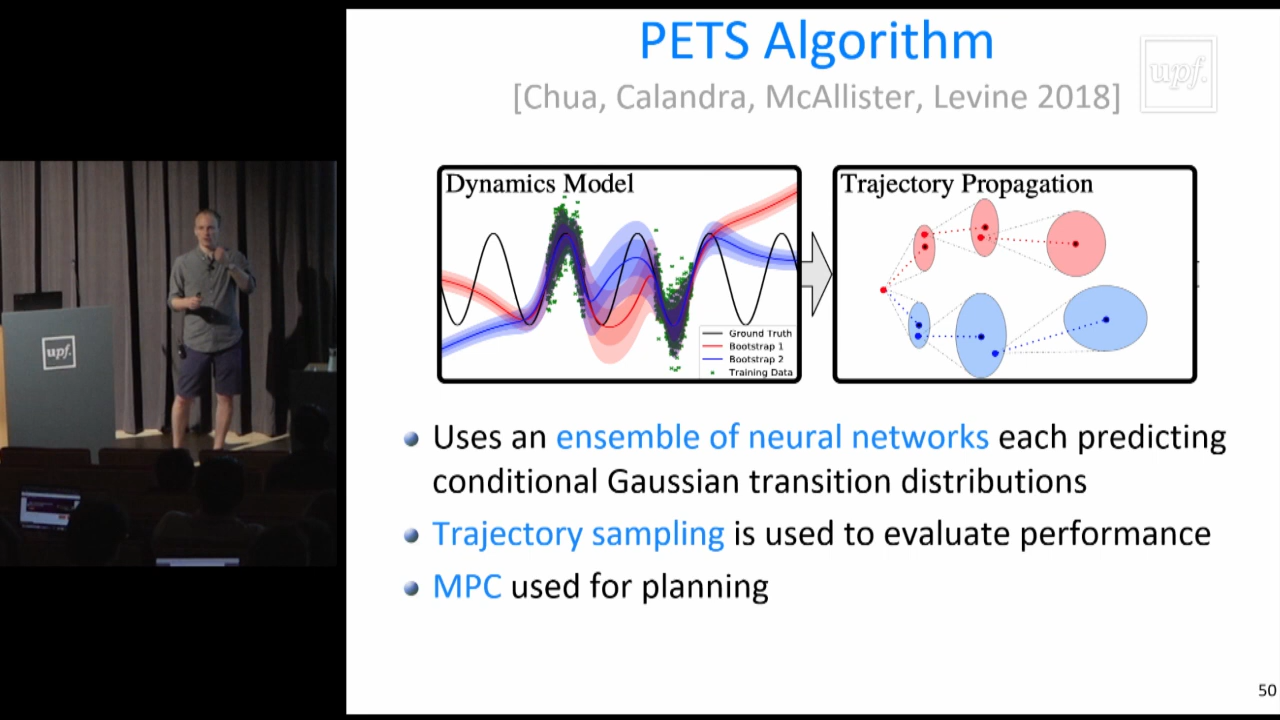 PETS Algorithm
[Chua, Calandra, McAllister, Levine 2018]
upf.
Dynamics Model
Ground Truth
Bootstrap 1
Bootstrap 2
Training Data
Trajectory Propagation
Uses an ensemble of neural networks each predicting
conditional Gaussian transition distributions
Trajectory sampling is used to evaluate performance
MPC used for planning
50
upf.